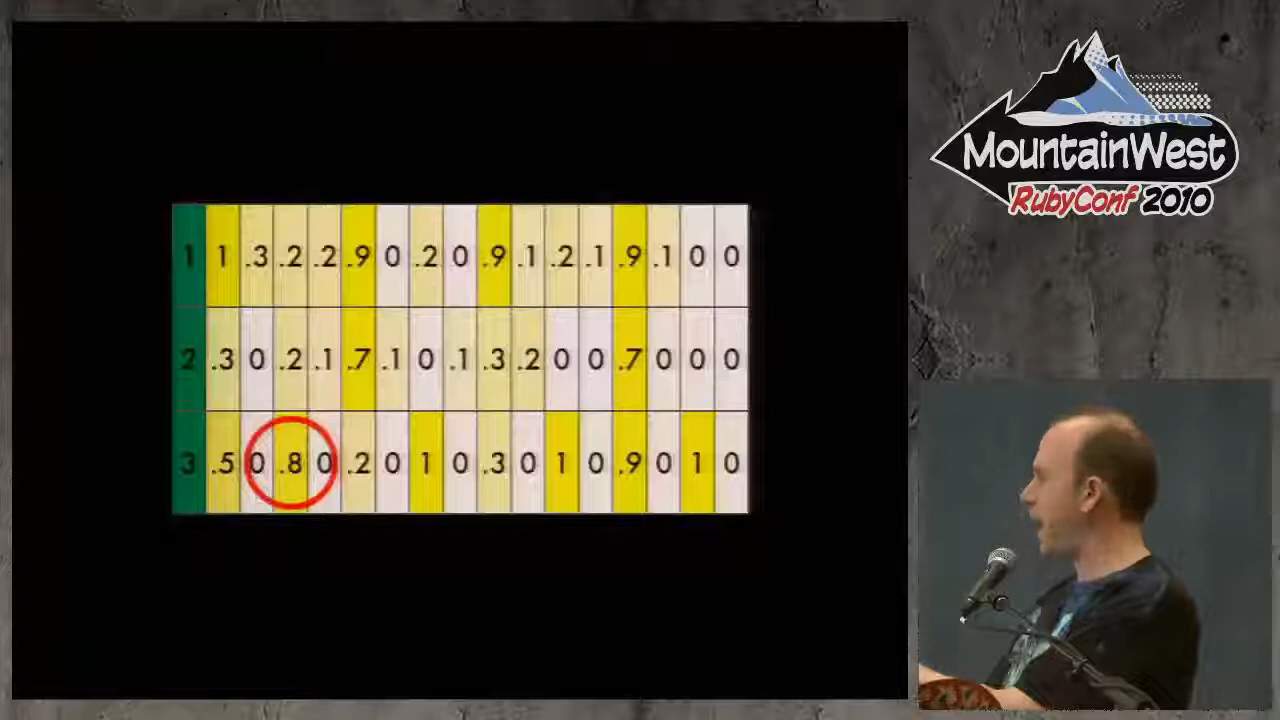 MountainWest
RubyConf 2010
1 1 .3 .2 .2 .9 0 .2 0 .9 .1 .2 .1 .9 .1 0 0
2 .3 0 .2 .1 .7 .1 0 .1 .3 .2 0 0 .7 0 0 0
3 .5 0 .8 0 .2 0 1 0 .3 0 1 0 .9 0 1 0